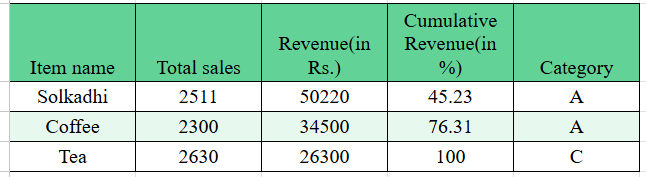 Item name Total sales Revenue(in Rs.) Cumulative Revenue(in %) Category
Solkadhi 2511 50220 45.23 A
Coffee 2300 34500 76.31 A
Tea 2630 26300 100 C